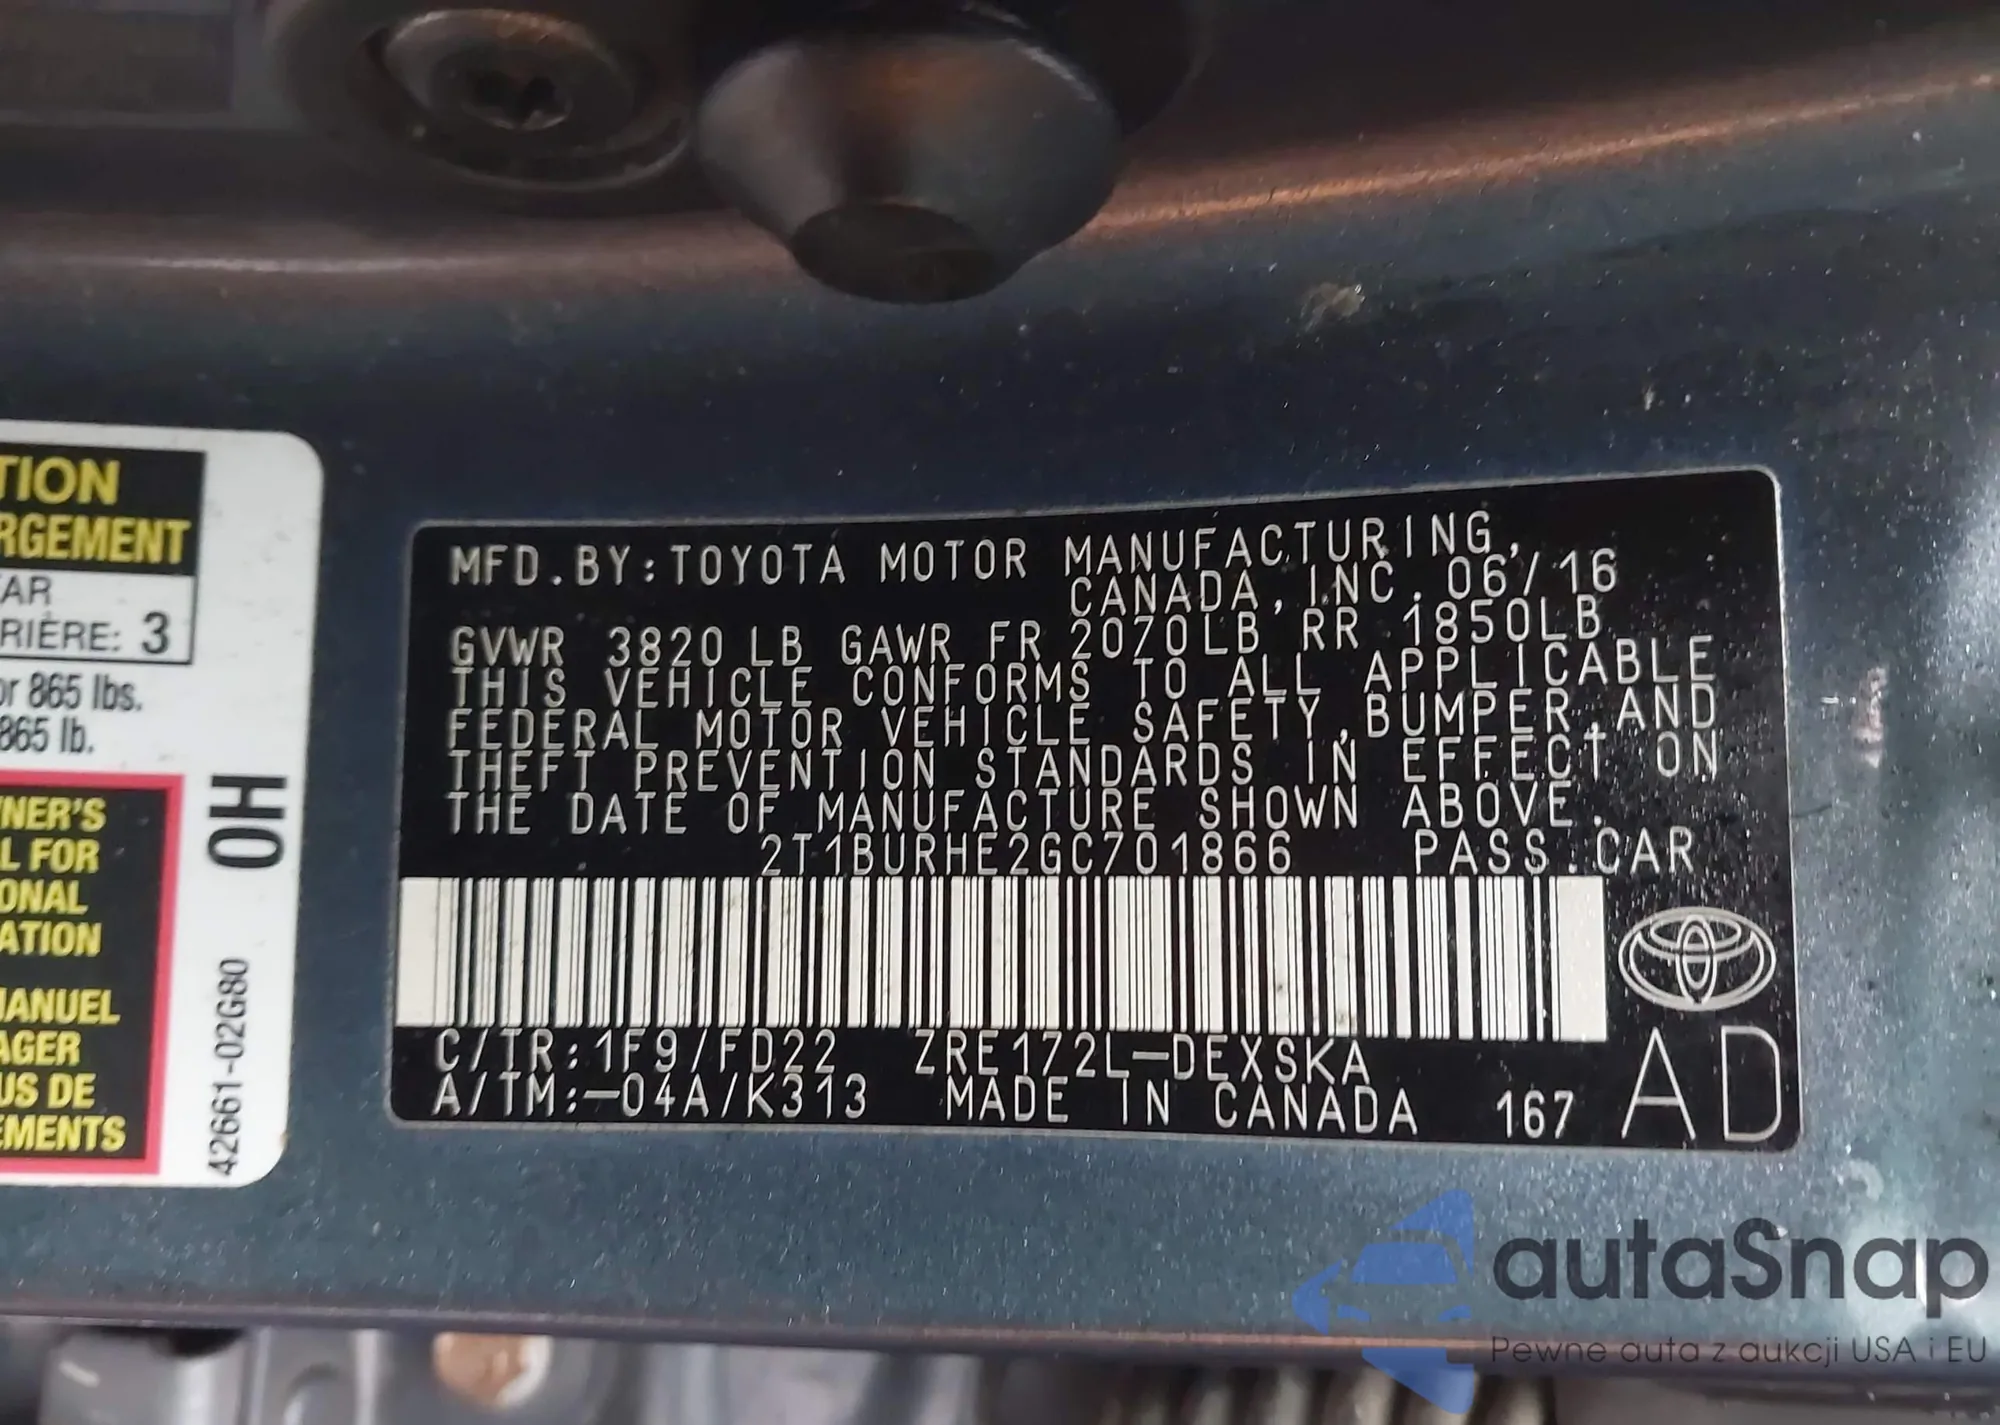 TION
RGEMENT
AR
RIÈRE: 3
or 865 lbs.
865 lb.
NER'S
L FOR
ONAL
ATION
MANUEL
AGER
US DE
EMENTS
OH
42661-02G80
MFD.BY:TOYOTA MOTOR MANUFACTURING,
CANADA, INC. 06/16
GVWR 3820 LB GAWR FR 2070LB RR 1850LB
THIS VEHICLE CONFORMS TO ALL APPLICABLE
FEDERAL MOTOR VEHICLE SAFETY,BUMPER,AND
THEFT PREVENTION STANDARDS IN EFFECT ON
THE DATE OF MANUFACTURE SHOWN ABOVE.
2T1BURHE2GC701866 PASS.CAR
C/TR:1F9/FD22 ZRE172L-DEXSKA
A/TM:-04A/K313 MADE IN CANADA 167
AD
autaSnap
Pewne auta z aukcji USA i EU